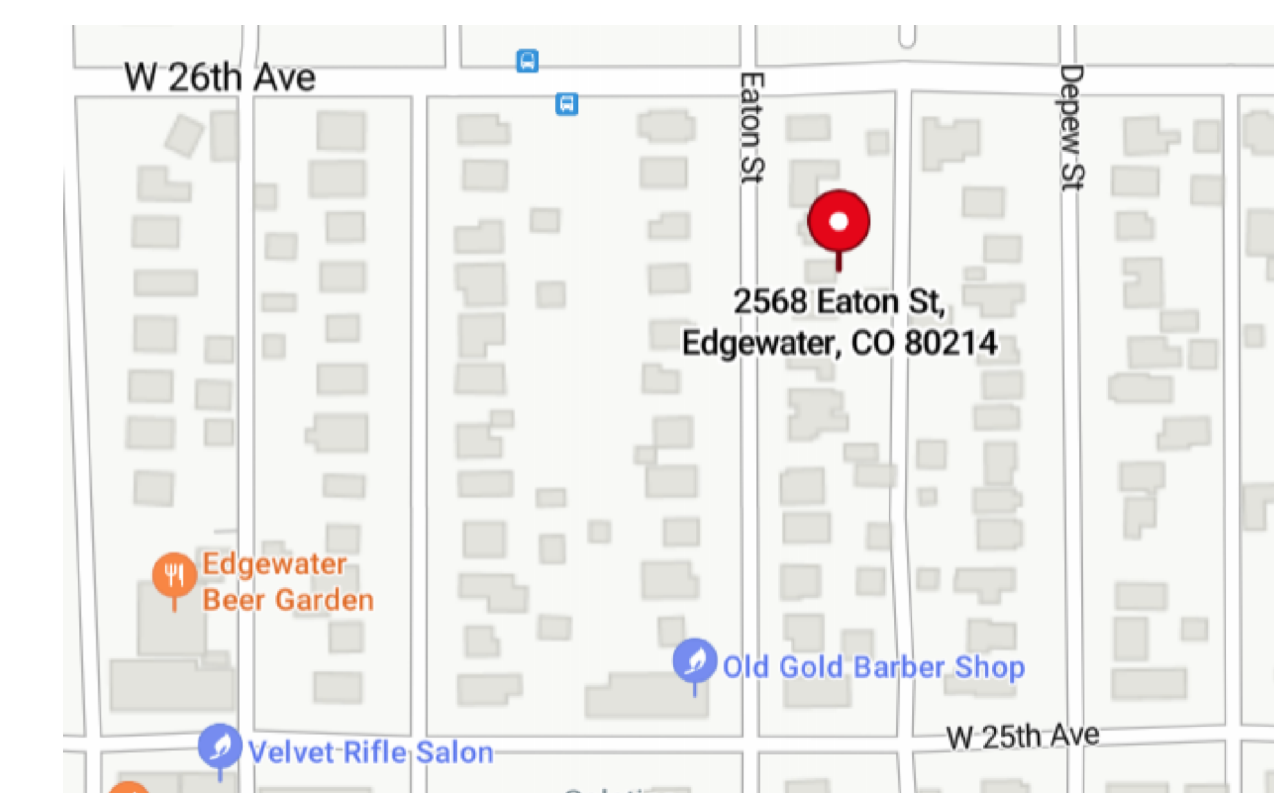 W 26th Ave
Eaton St
Depew St
2568 Eaton St,
Edgewater, CO 80214
Edgewater
Beer Garden
Old Gold Barber Shop
W 25th Ave
Velvet Rifle Salon